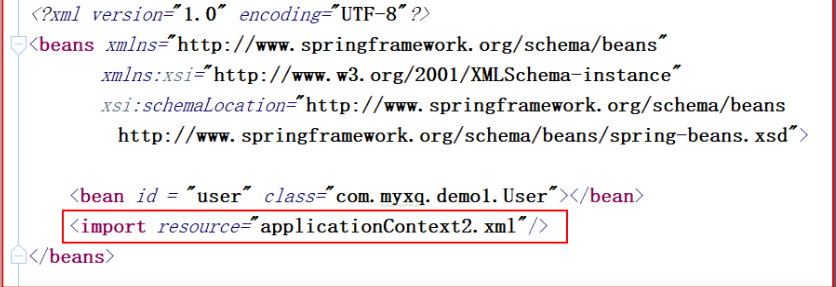 <?xml version="1.0" encoding="UTF-8"?>
<beans xmlns="http://www.springframework.org/schema/beans"
xmlns:xsi="http://www.w3.org/2001/XMLSchema-instance"
xsi:schemaLocation="http://www.springframework.org/schema/beans
http://www.springframework.org/schema/beans/spring-beans.xsd">
<bean id = "user" class="com.myxq.demo1.User"></bean>
<import resource="applicationContext2.xml"/>
</beans>